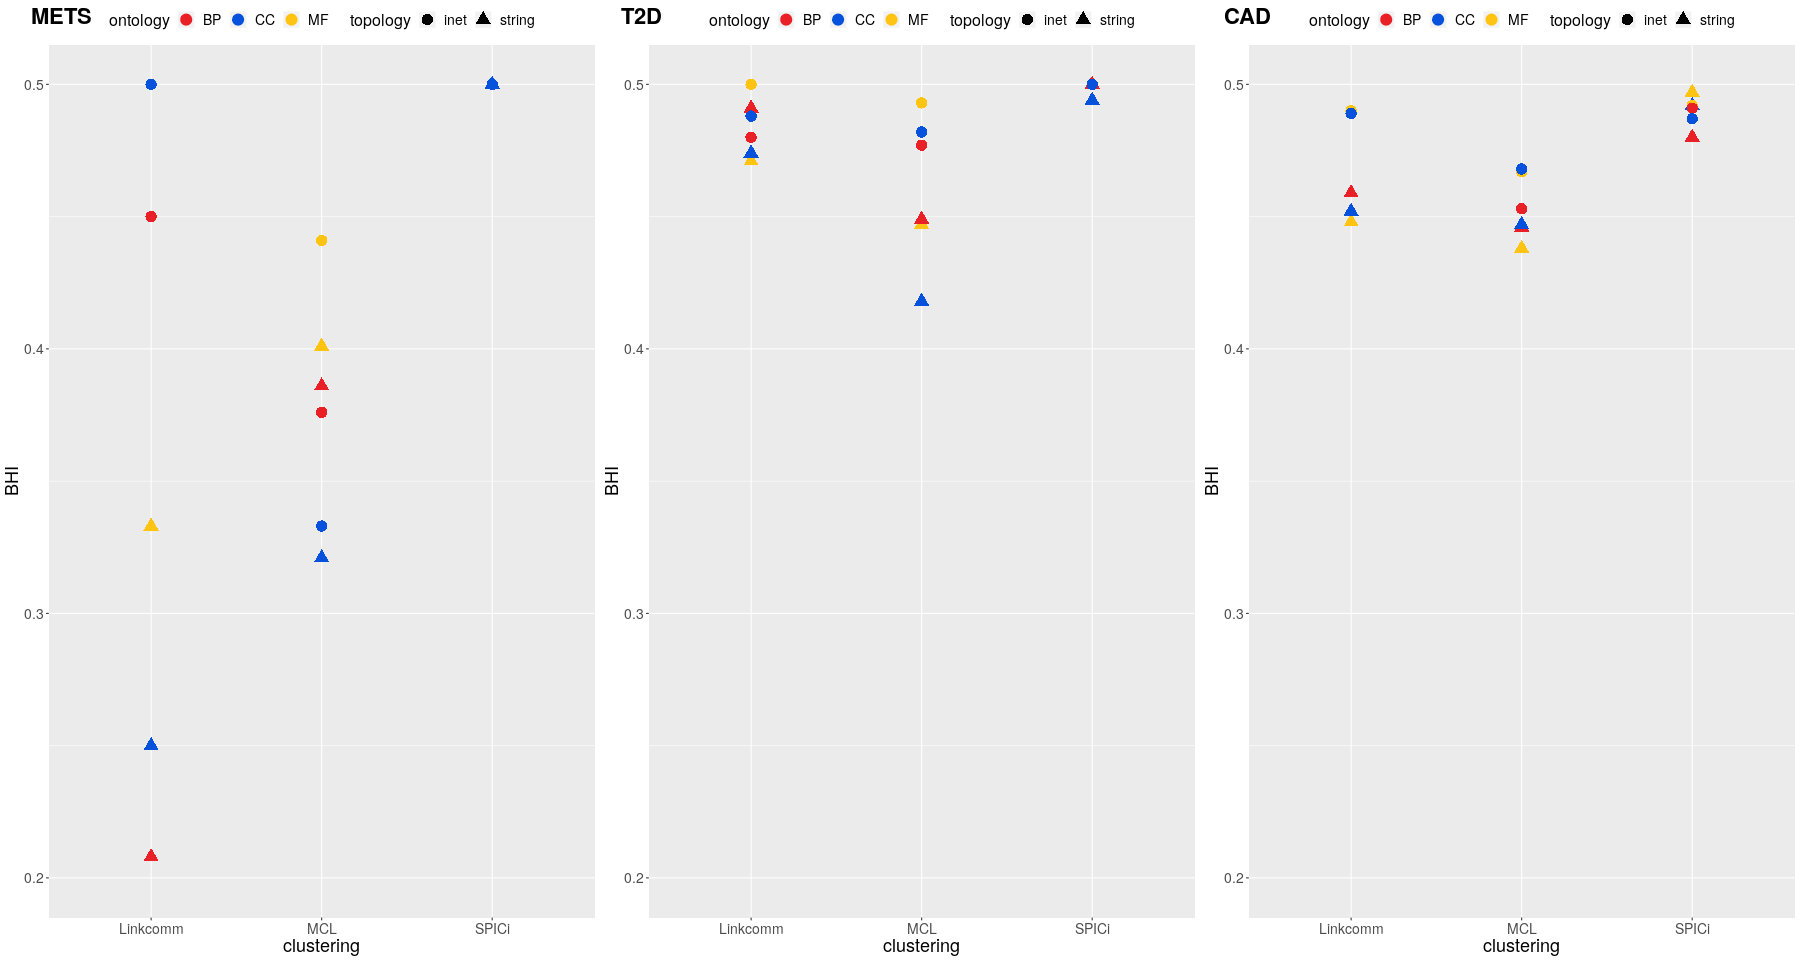 METS ontology BP CC MF topology inet string
0.5
0.4
0.3
0.2
BHI
Linkcomm MCL SPICi
clustering
T2D ontology BP CC MF topology inet string
0.5
0.4
0.3
0.2
BHI
Linkcomm MCL SPICi
clustering
CAD ontology BP CC MF topology inet string
0.5
0.4
0.3
0.2
BHI
Linkcomm MCL SPICi
clustering